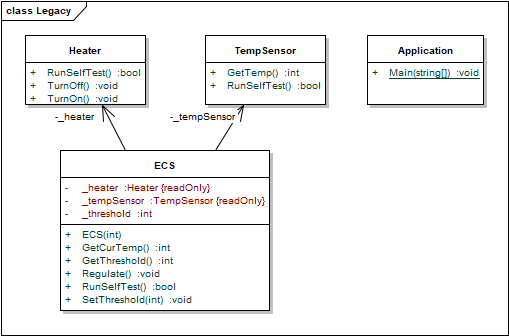 class Legacy
Heater
+ RunSelfTest() :bool
+ TurnOff() :void
+ TurnOn() :void
TempSensor
+ GetTemp() :int
+ RunSelfTest() :bool
Application
+ Main(string[]) :void
-_heater
-_tempSensor
ECS
- _heater :Heater {readOnly}
- _tempSensor :TempSensor {readOnly}
- _threshold :int
+ ECS(int)
+ GetCurTemp() :int
+ GetThreshold() :int
+ Regulate() :void
+ RunSelfTest() :bool
+ SetThreshold(int) :void